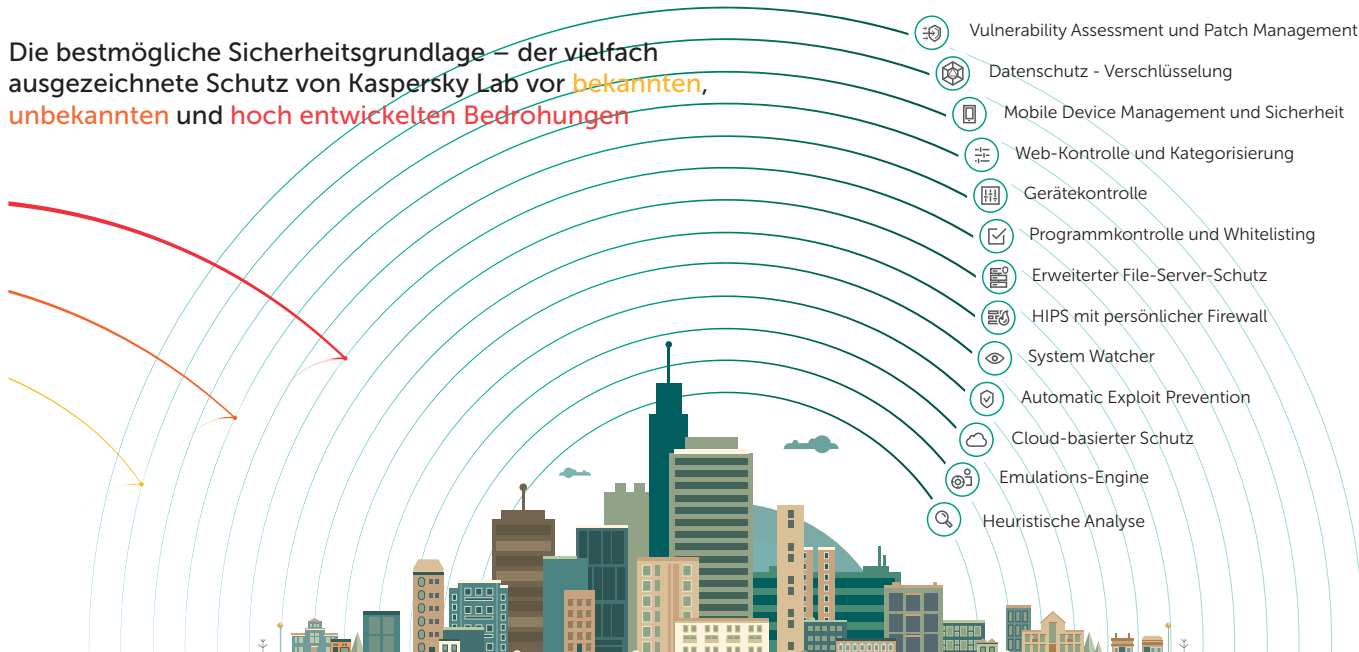 Die bestmögliche Sicherheitsgrundlage – der vielfach
ausgezeichnete Schutz von Kaspersky Lab vor bekannten,
unbekannten und hoch entwickelten Bedrohungen
Vulnerability Assessment und Patch Management
Datenschutz - Verschlüsselung
Mobile Device Management und Sicherheit
Web-Kontrolle und Kategorisierung
Gerätekontrolle
Programmkontrolle und Whitelisting
Erweiterter File-Server-Schutz
HIPS mit persönlicher Firewall
System Watcher
Automatic Exploit Prevention
Cloud-basierter Schutz
Emulations-Engine
Heuristische Analyse